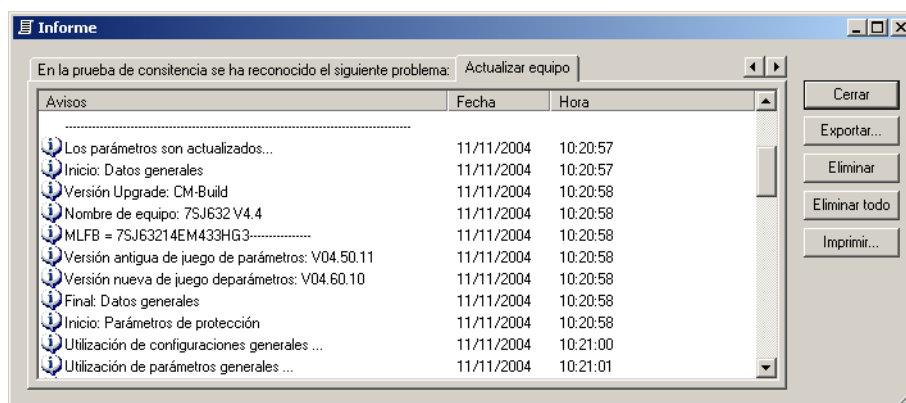 Informe
En la prueba de consitencia se ha reconocido el siguiente problema: Actualizar equipo
Avisos Fecha Hora
------------------------------------------------------------------------------------------
Los parámetros son actualizados... 11/11/2004 10:20:57
Inicio: Datos generales 11/11/2004 10:20:57
Versión Upgrade: CM-Build 11/11/2004 10:20:58
Nombre de equipo: 7SJ632 V4.4 11/11/2004 10:20:58
MLFB = 7SJ63214EM433HG3---------------- 11/11/2004 10:20:58
Versión antigua de juego de parámetros: V04.50.11 11/11/2004 10:20:58
Versión nueva de juego deparámetros: V04.60.10 11/11/2004 10:20:58
Final: Datos generales 11/11/2004 10:20:58
Inicio: Parámetros de protección 11/11/2004 10:20:58
Utilización de configuraciones generales ... 11/11/2004 10:21:00
Utilización de parámetros generales ... 11/11/2004 10:21:01
Cerrar
Exportar...
Eliminar
Eliminar todo
Imprimir...